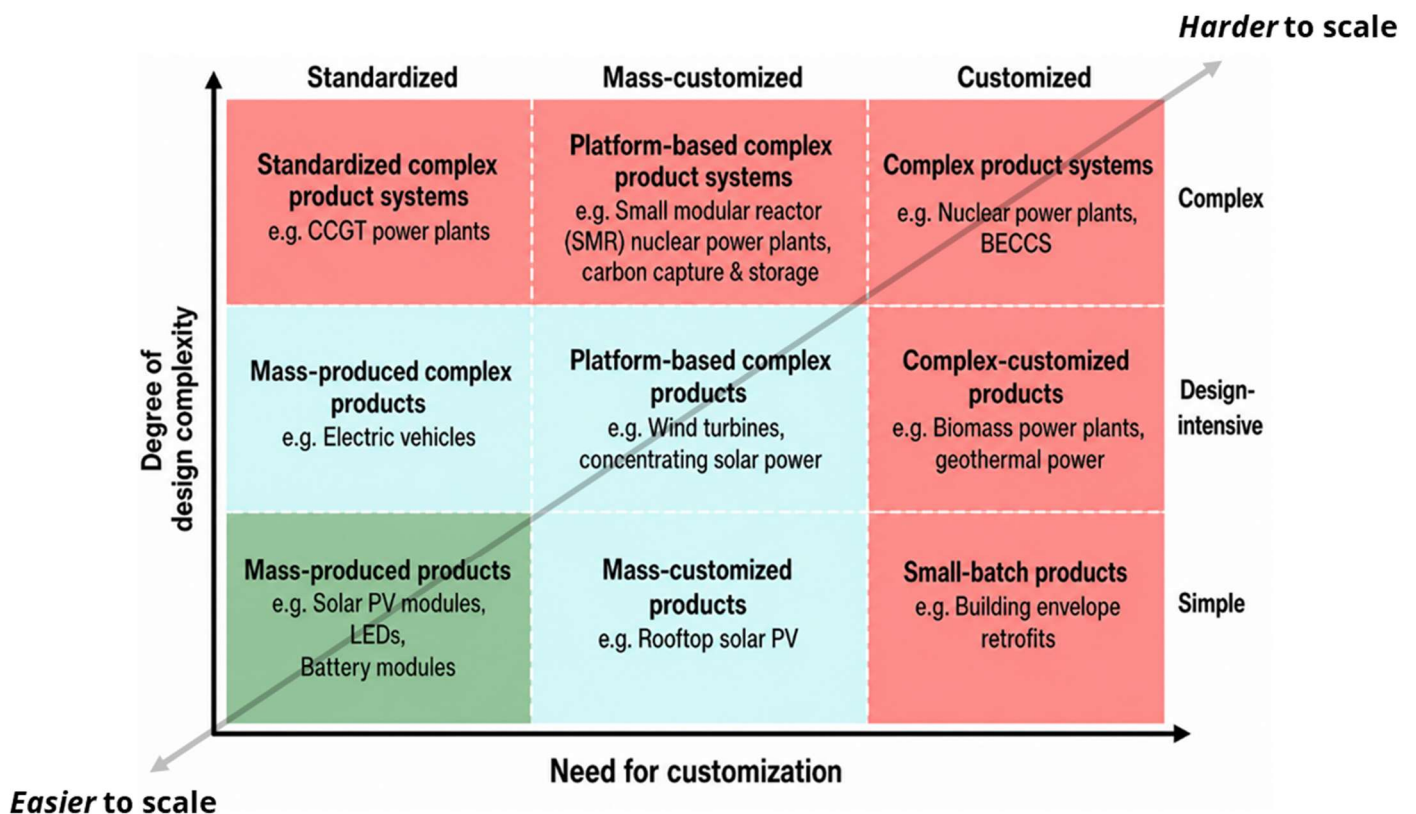 Harder to scale
Standardized
Mass-customized
Customized
Standardized complex
product systems
e.g. CCGT power plants
Platform-based complex
product systems
e.g. Small modular reactor
(SMR) nuclear power plants,
carbon capture & storage
Complex product systems
e.g. Nuclear power plants,
BECCS
Complex
Degree of
design complexity
Mass-produced complex
products
e.g. Electric vehicles
Platform-based complex
products
e.g. Wind turbines,
concentrating solar power
Complex-customized
products
e.g. Biomass power plants,
geothermal power
Design-
intensive
Mass-produced products
e.g. Solar PV modules,
LEDs,
Battery modules
Mass-customized
products
e.g. Rooftop solar PV
Small-batch products
e.g. Building envelope
retrofits
Simple
Need for customization
Easier to scale